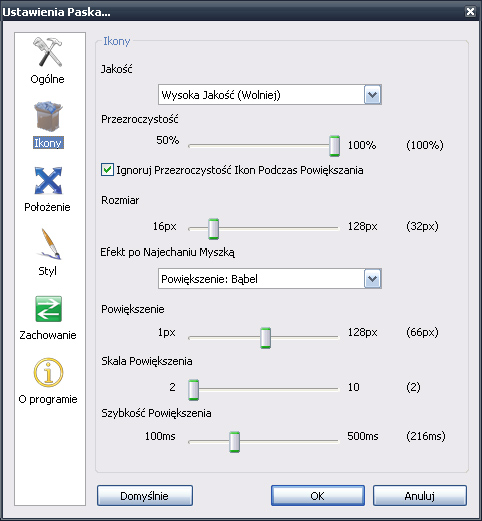 Ustawienia Paska...
Ogólne
Ikony
Położenie
Styl
Zachowanie
O programie
Ikony
Jakość
Wysoka Jakość (Wolniej)
Przezroczystość
50% 100% (100%)
Ignoruj Przezroczystość Ikon Podczas Powiększania
Rozmiar
16px 128px (32px)
Efekt po Najechaniu Myszką
Powiększenie: Bąbel
Powiększenie
1px 128px (66px)
Skala Powiększenia
2 10 (2)
Szybkość Powiększenia
100ms 500ms (216ms)
Domyślnie OK Anuluj